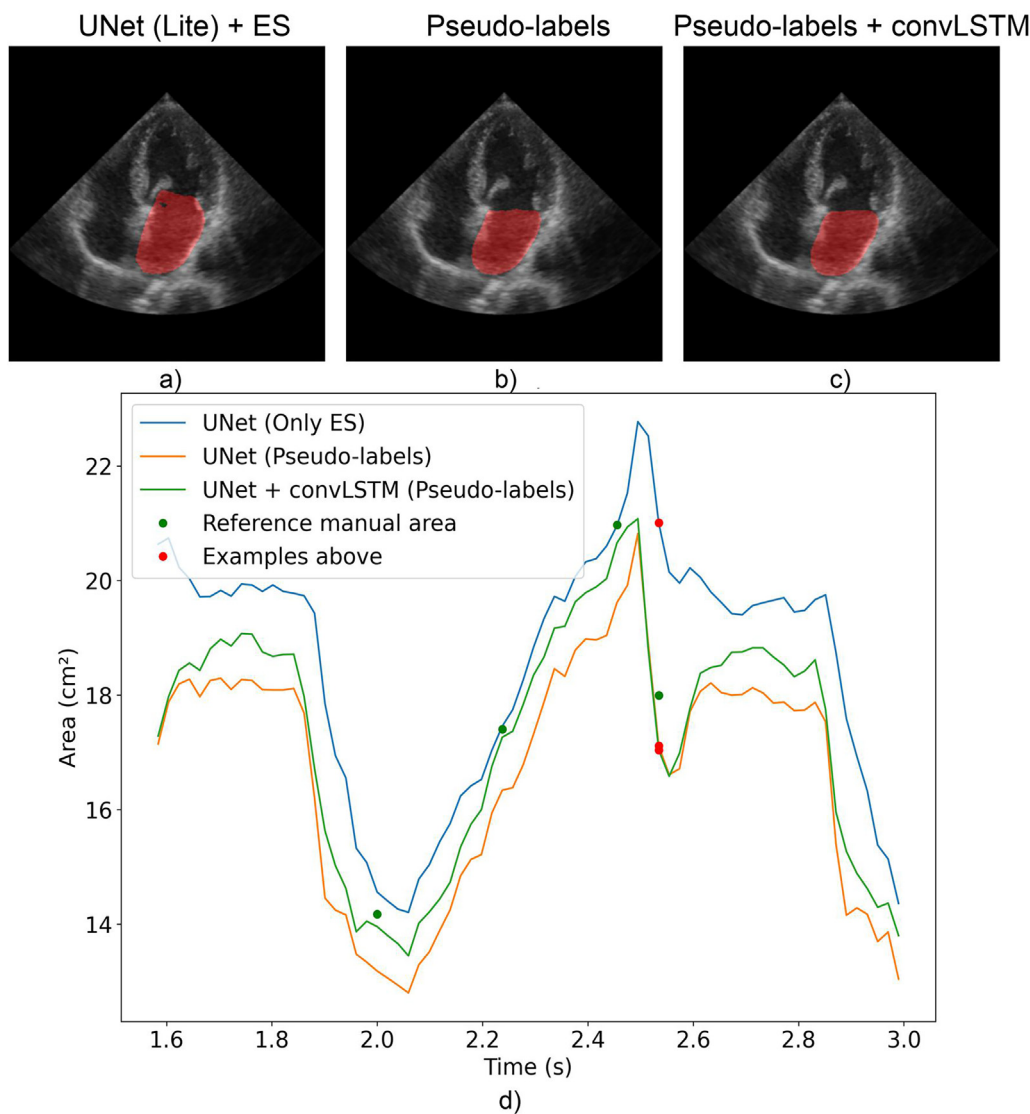 UNet (Lite) + ES
Pseudo-labels
Pseudo-labels + convLSTM
a)
b)
c)
UNet (Only ES)
UNet (Pseudo-labels)
UNet + convLSTM (Pseudo-labels)
Reference manual area
Examples above
22
20
18
16
14
Area (cm²)
1.6
1.8
2.0
2.2
2.4
2.6
2.8
3.0
Time (s)
d)